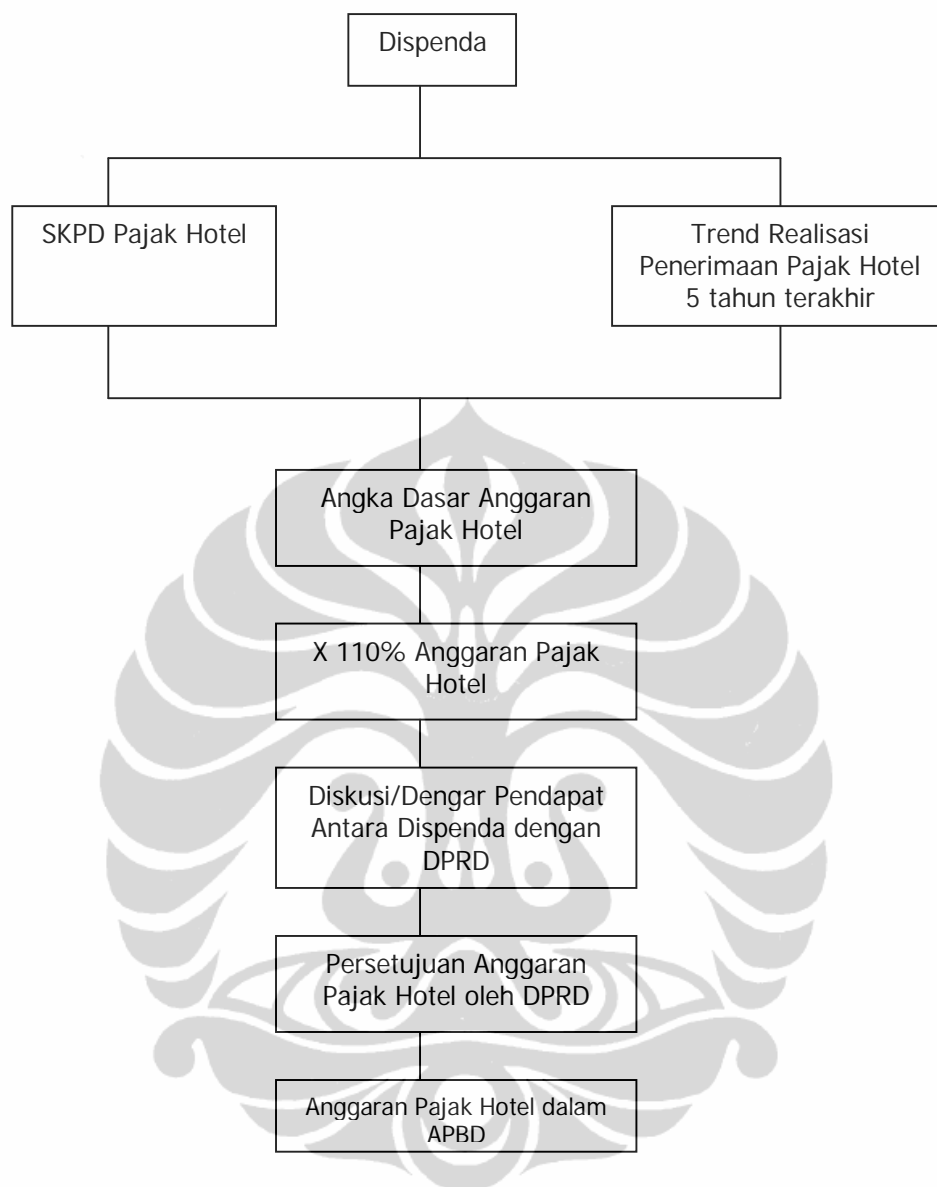 Dispenda
SKPD Pajak Hotel
Trend Realisasi
Penerimaan Pajak Hotel
5 tahun terakhir
Angka Dasar Anggaran
Pajak Hotel
X 110% Anggaran Pajak
Hotel
Diskusi/Dengar Pendapat
Antara Dispenda dengan
DPRD
Persetujuan Anggaran
Pajak Hotel oleh DPRD
Anggaran Pajak Hotel dalam
APBD